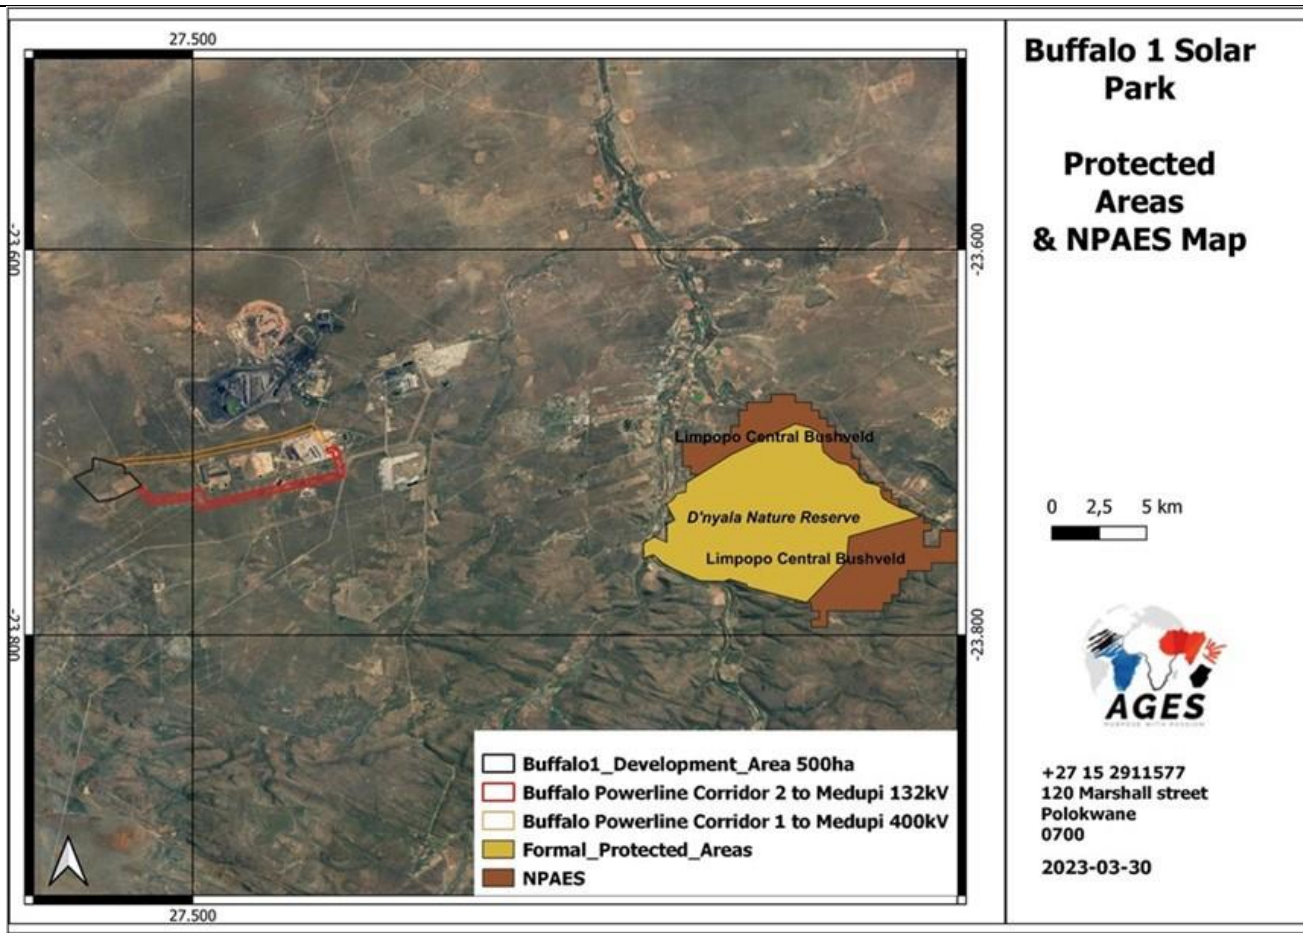 27.500
-23.600
-23.600
Limpopo Central Bushveld
D'nyala Nature Reserve
Limpopo Central Bushveld
-23.800
-23.800
Buffalo1_Development_Area 500ha
Buffalo Powerline Corridor 2 to Medupi 132kV
Buffalo Powerline Corridor 1 to Medupi 400kV
Formal_Protected_Areas
NPAES
27.500
Buffalo 1 Solar
Park
Protected
Areas
& NPAES Map
0 2,5 5 km
AGES
PURPOSE WITH PASSION
+27 15 2911577
120 Marshall street
Polokwane
0700
2023-03-30